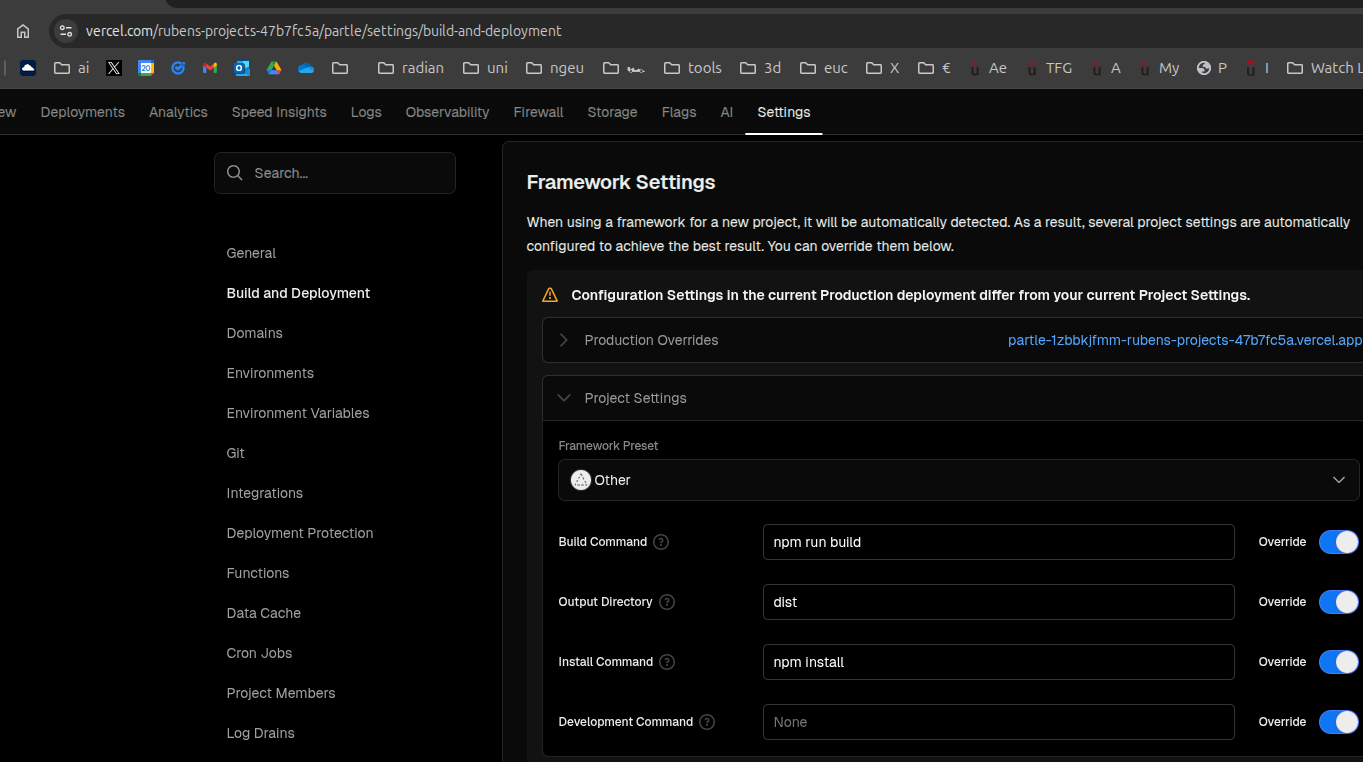 vercel.com/rubens-projects-47b7fc5a/partle/settings/build-and-deployment
ai X 20 radian uni ngeu tools 3d euc X € Ae TFG A My P I Watch L
ew Deployments Analytics Speed Insights Logs Observability Firewall Storage Flags AI Settings
Search...
General
Build and Deployment
Domains
Environments
Environment Variables
Git
Integrations
Deployment Protection
Functions
Data Cache
Cron Jobs
Project Members
Log Drains
Framework Settings
When using a framework for a new project, it will be automatically detected. As a result, several project settings are automatically
configured to achieve the best result. You can override them below.
Configuration Settings in the current Production deployment differ from your current Project Settings.
Production Overrides partle-1zbbkjfmm-rubens-projects-47b7fc5a.vercel.app
Project Settings
Framework Preset
Other
Build Command ? npm run build Override
Output Directory ? dist Override
Install Command ? npm install Override
Development Command ? None Override